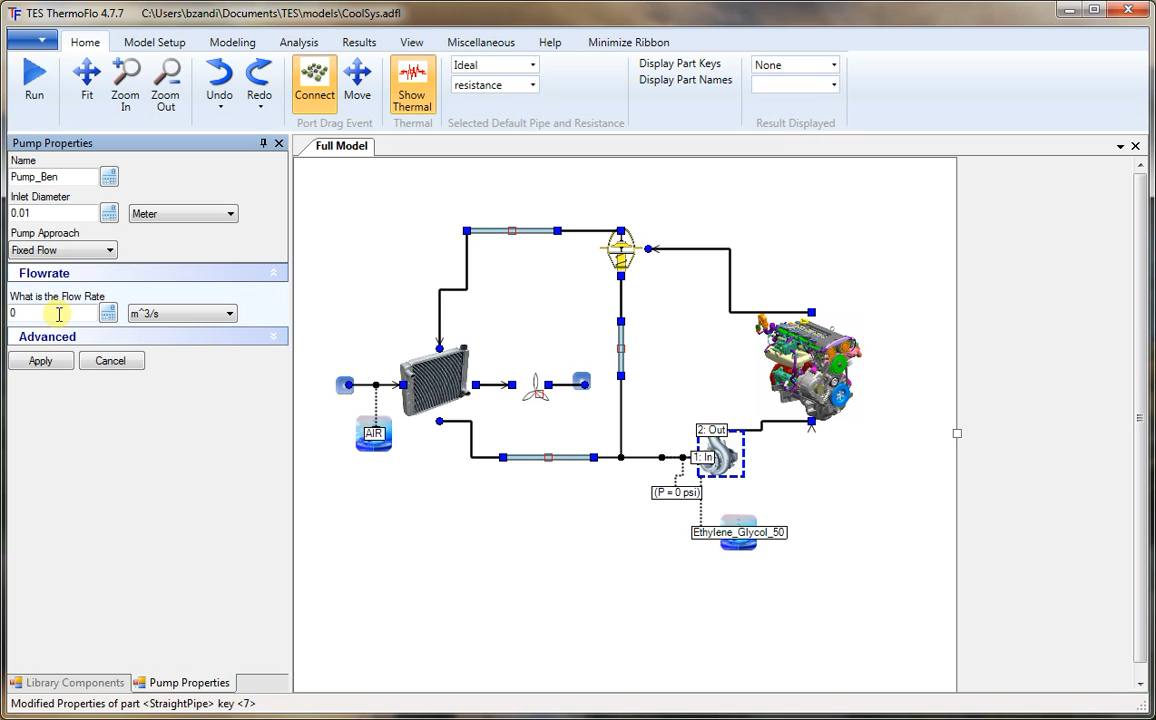 TES ThermoFlo 4.7.7 C:\Users\bzandi\Documents\TES\models\CoolSys.adfl
Home Model Setup Modeling Analysis Results View Miscellaneous Help Minimize Ribbon
Run
Fit
Zoom In
Zoom Out
Undo
Redo
Connect
Move
Show Thermal
Ideal
resistance
Display Part Keys
Display Part Names
None
Port Drag Event Thermal Selected Default Pipe and Resistance Result Displayed
Pump Properties
Full Model
Name
Pump_Ben
Inlet Diameter
0.01 Meter
Pump Approach
Fixed Flow
Flowrate
What is the Flow Rate
0 m^3/s
Advanced
Apply Cancel
AIR
2: Out
1: In
(P = 0 psi)
Ethylene_Glycol_50
Library Components Pump Properties
Modified Properties of part <StraightPipe> key <7>